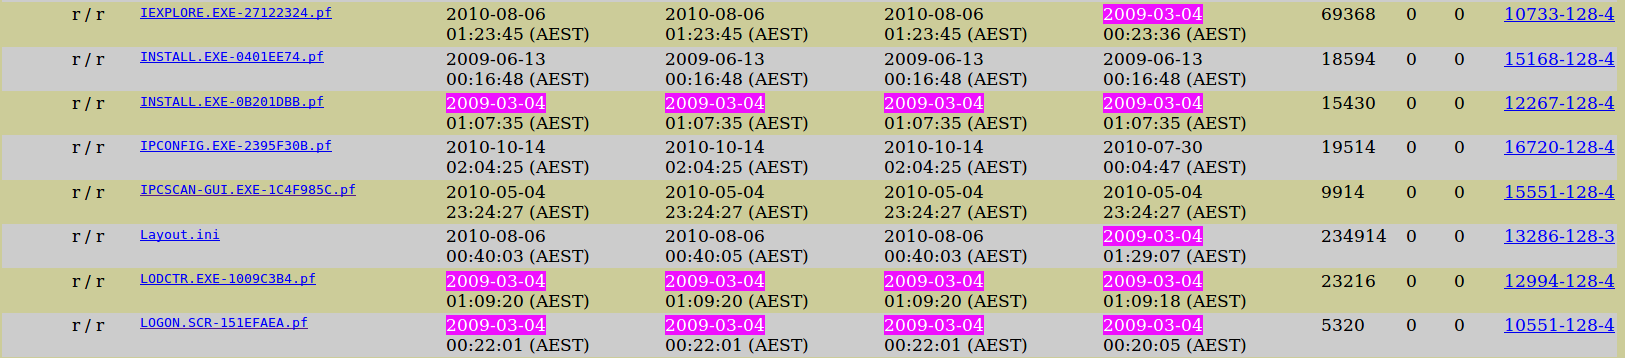 r / r IEXPLORE.EXE-27122324.pf 2010-08-06 2010-08-06 2010-08-06 2009-03-04 69368 0 0 10733-128-4
01:23:45 (AEST) 01:23:45 (AEST) 01:23:45 (AEST) 00:23:36 (AEST)
r / r INSTALL.EXE-0401EE74.pf 2009-06-13 2009-06-13 2009-06-13 2009-06-13 18594 0 0 15168-128-4
00:16:48 (AEST) 00:16:48 (AEST) 00:16:48 (AEST) 00:16:48 (AEST)
r / r INSTALL.EXE-0B201DBB.pf 2009-03-04 2009-03-04 2009-03-04 2009-03-04 15430 0 0 12267-128-4
01:07:35 (AEST) 01:07:35 (AEST) 01:07:35 (AEST) 01:07:35 (AEST)
r / r IPCONFIG.EXE-2395F30B.pf 2010-10-14 2010-10-14 2010-10-14 2010-07-30 19514 0 0 16720-128-4
02:04:25 (AEST) 02:04:25 (AEST) 02:04:25 (AEST) 00:04:47 (AEST)
r / r IPCSCAN-GUI.EXE-1C4F985C.pf 2010-05-04 2010-05-04 2010-05-04 2010-05-04 9914 0 0 15551-128-4
23:24:27 (AEST) 23:24:27 (AEST) 23:24:27 (AEST) 23:24:27 (AEST)
r / r Layout.ini 2010-08-06 2010-08-06 2010-08-06 2009-03-04 234914 0 0 13286-128-3
00:40:03 (AEST) 00:40:05 (AEST) 00:40:03 (AEST) 01:29:07 (AEST)
r / r LODCTR.EXE-1009C3B4.pf 2009-03-04 2009-03-04 2009-03-04 2009-03-04 23216 0 0 12994-128-4
01:09:20 (AEST) 01:09:20 (AEST) 01:09:20 (AEST) 01:09:18 (AEST)
r / r LOGON.SCR-151EFAEA.pf 2009-03-04 2009-03-04 2009-03-04 2009-03-04 5320 0 0 10551-128-4
00:22:01 (AEST) 00:22:01 (AEST) 00:22:01 (AEST) 00:20:05 (AEST)